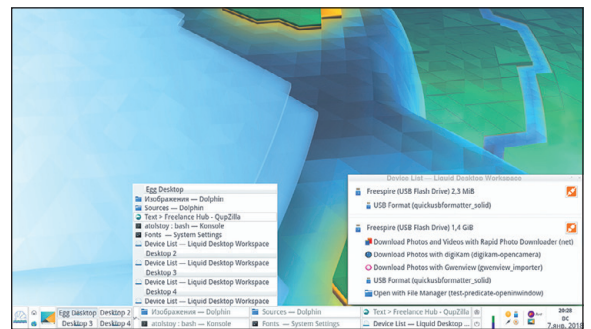 Egg Desktop
Изображения — Dolphin
Sources — Dolphin
Text > Freelance Hub - QupZilla
atolstoy : bash — Konsole
Fonts — System Settings
Device List — Liquid Desktop Workspace
Desktop 2
Device List — Liquid Desktop Workspace
Desktop 3
Device List — Liquid Desktop Workspace
Desktop 4
Device List — Liquid Desktop Workspace
Device List — Liquid Desktop Workspace
Freespire (USB Flash Drive) 2,3 MiB
USB Format (quickusbformatter_solid)
Freespire (USB Flash Drive) 1,4 GiB
Download Photos and Videos with Rapid Photo Downloader (net)
Download Photos with digiKam (digikam-opencamera)
Download Photos with Gwenview (gwenview_importer)
USB Format (quickusbformatter_solid)
Open with File Manager (test-predicate-openinwindow)
Egg Desktop Desktop 2
Desktop 3 Desktop 4
Изображения — Dolphin
Sources — Dolphin
Text > Freelance Hub - QupZilla
atolstoy : bash — Konsole
Fonts — System Settings
Device List — Liquid Desktop ...
20:20
DC
7.янв. 2018